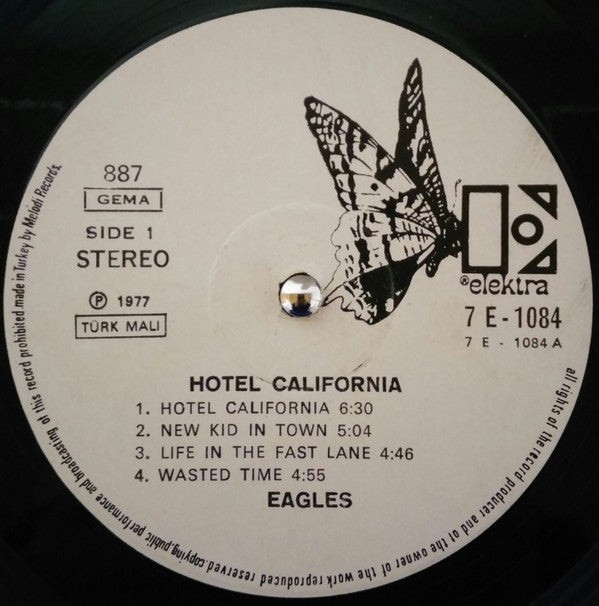 887
GEMA
SIDE 1
STEREO
℗ 1977
TÜRK MALI
®elektra
7 E-1084
7 E - 1084 A
HOTEL CALIFORNIA
1. HOTEL CALIFORNIA 6:30
2. NEW KID IN TOWN 5:04
3. LIFE IN THE FAST LANE 4:46
4. WASTED TIME 4:55
EAGLES
all rights of the record producer and at the owner of the work reproduced reserved.copying,public performance and broadcasting of this record prohibited.made in Turkey by Melodi Record's.